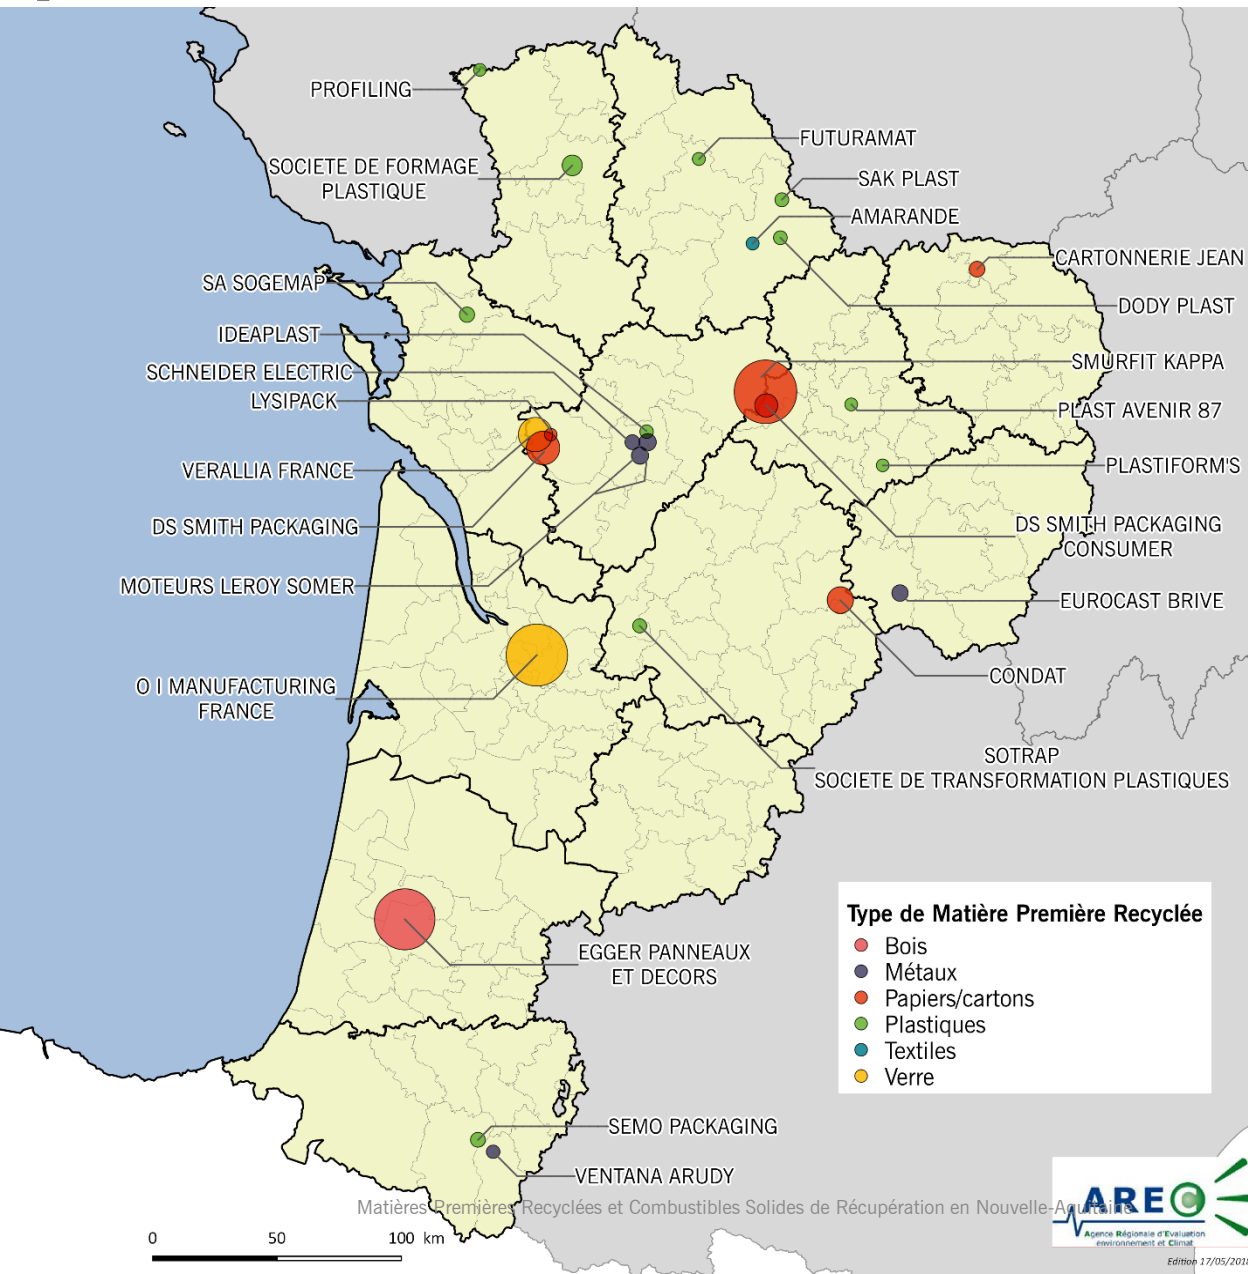 PROFILING
FUTURAMAT
SOCIETE DE FORMAGE
PLASTIQUE
SAK PLAST
AMARANDE
CARTONNERIE JEAN
SA SOGEMAP
DODY PLAST
IDEAPLAST
SMURFIT KAPPA
SCHNEIDER ELECTRIC
LYSIPACK
PLAST AVENIR 87
VERALLIA FRANCE
PLASTIFORM'S
DS SMITH PACKAGING
DS SMITH PACKAGING
CONSUMER
MOTEURS LEROY SOMER
EUROCAST BRIVE
CONDAT
O I MANUFACTURING
FRANCE
SOTRAP
SOCIETE DE TRANSFORMATION PLASTIQUES
Type de Matière Première Recyclée
Bois
Métaux
Papiers/cartons
Plastiques
Textiles
Verre
EGGER PANNEAUX
ET DECORS
SEMO PACKAGING
VENTANA ARUDY
Matières Premières Recyclées et Combustibles Solides de Récupération en Nouvelle-Aquitaine
AREC
Agence Régionale d'Evaluation
environnement et Climat
0 50 100 km
Edition 17/05/2018